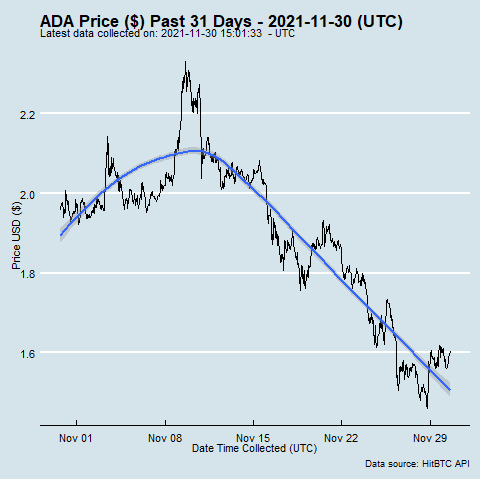 ADA Price ($) Past 31 Days - 2021-11-30 (UTC)
Latest data collected on: 2021-11-30 15:01:33 - UTC
Price USD ($)
2.2
2.0
1.8
1.6
Nov 01 Nov 08 Nov 15 Nov 22 Nov 29
Date Time Collected (UTC)
Data source: HitBTC API